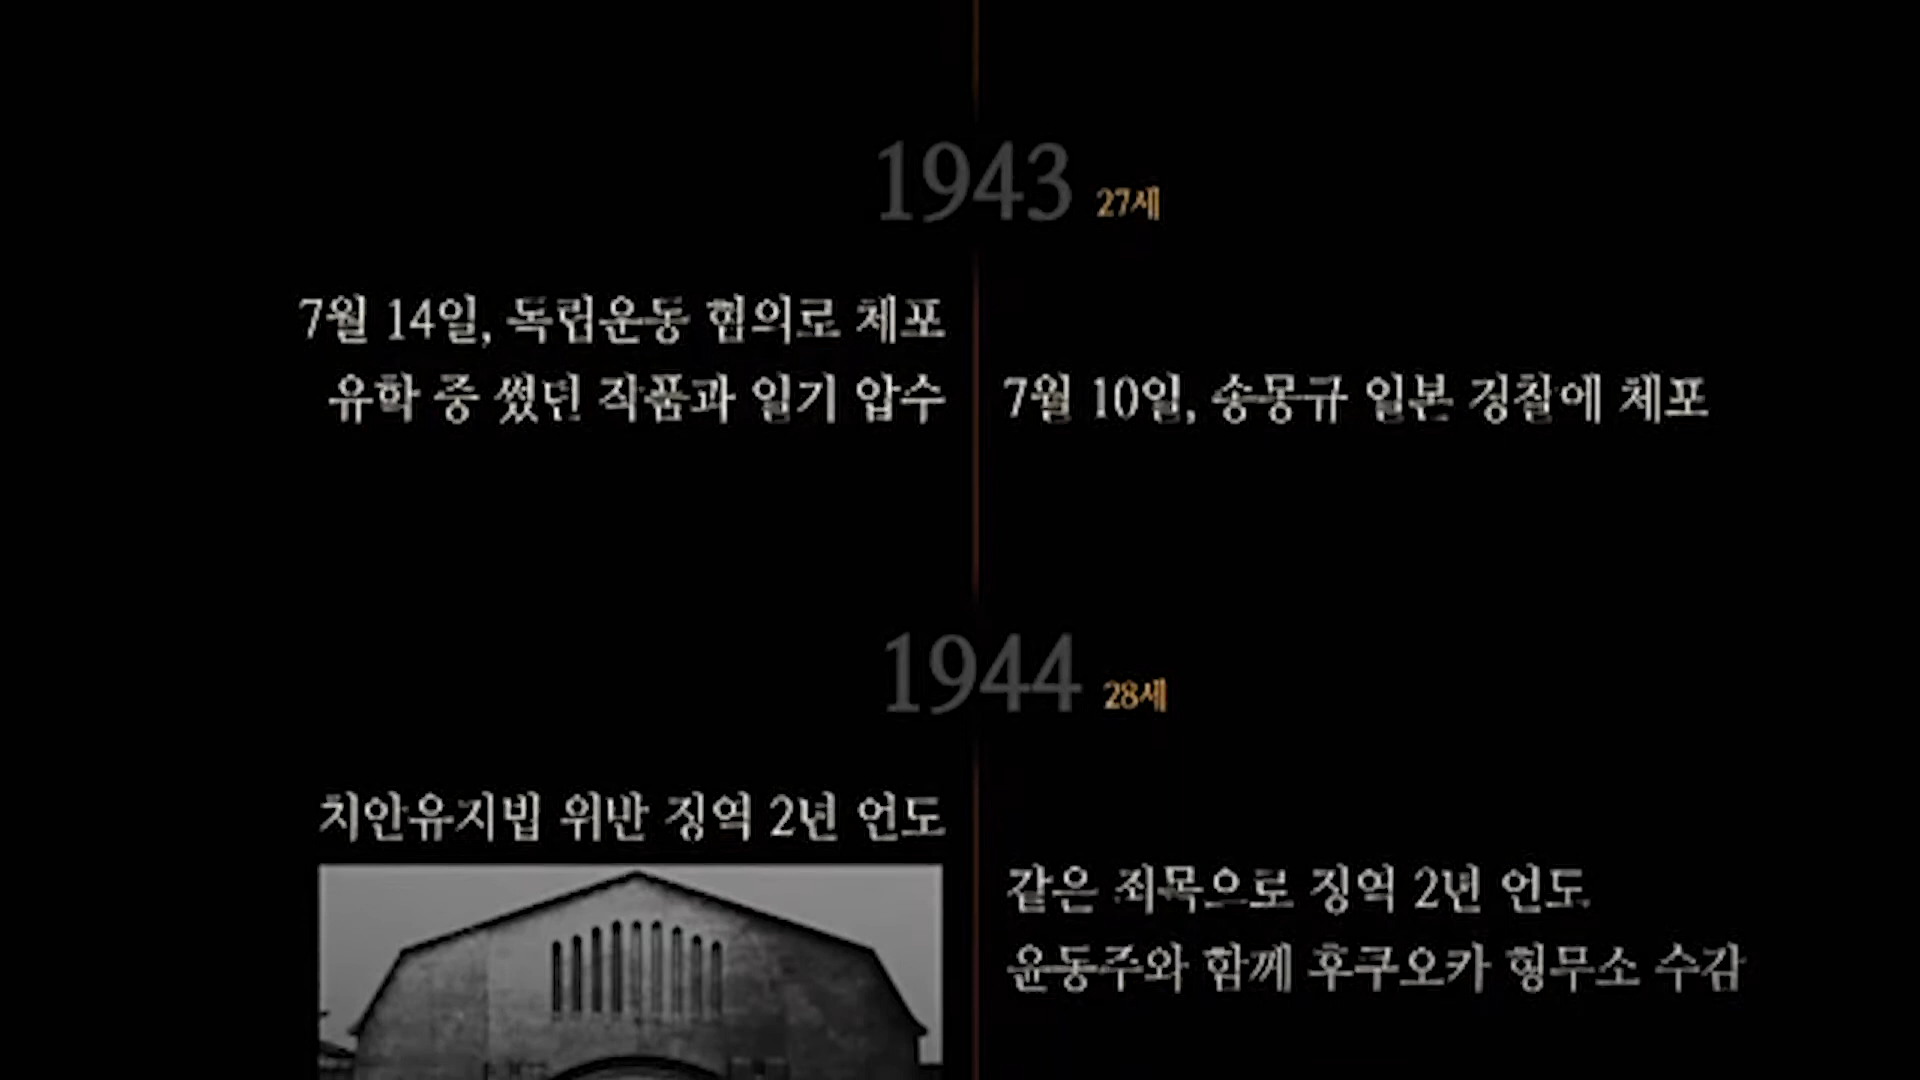 1943 27세
7월 14일, 독립운동 혐의로 체포
유학 중 썼던 작품과 일기 압수
7월 10일, 송몽규 일본 경찰에 체포
1944 28세
치안유지법 위반 징역 2년 언도
같은 죄목으로 징역 2년 언도
윤동주와 함께 후쿠오카 형무소 수감